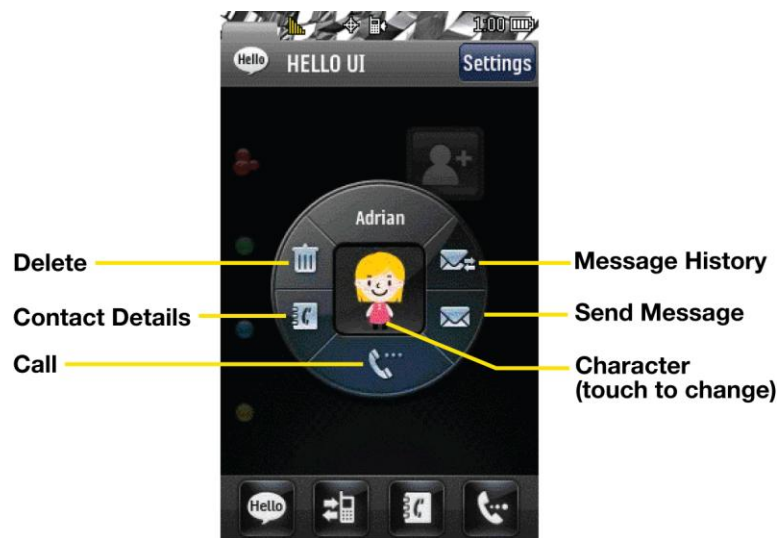 1:00
Hello
HELLO UI
Settings
Adrian
Delete
Message History
Contact Details
Send Message
Call
Character
(touch to change)
Hello